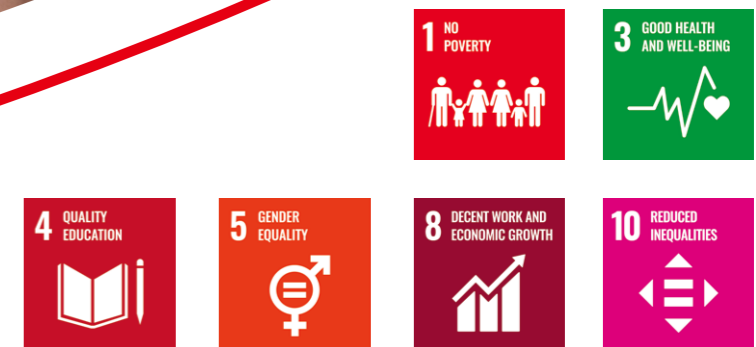 1 NO
POVERTY
3 GOOD HEALTH
AND WELL-BEING
4 QUALITY
EDUCATION
5 GENDER
EQUALITY
8 DECENT WORK AND
ECONOMIC GROWTH
10 REDUCED
INEQUALITIES